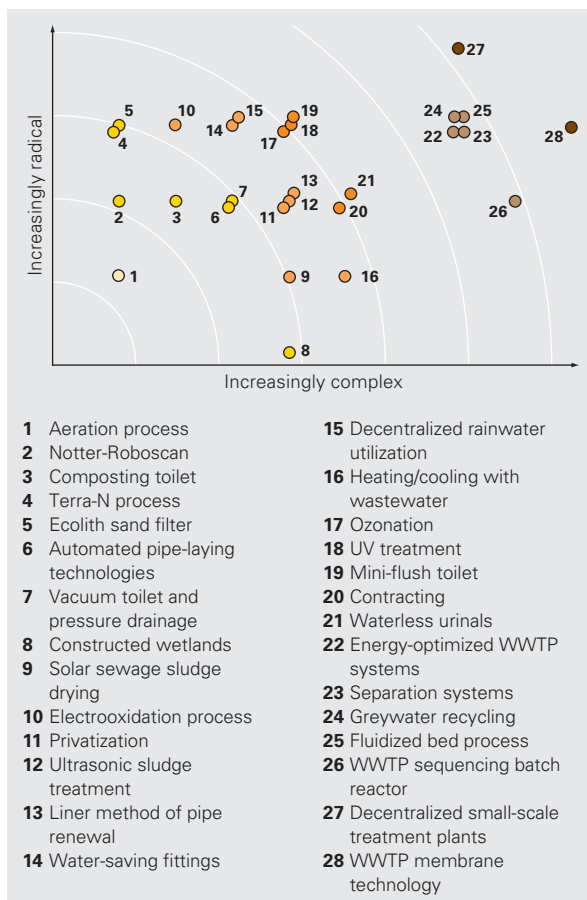 27
5
10
15
19
24
25
4
14
17
18
22
23
28
7
13
21
2
3
6
11
12
20
26
1
9
16
8
Increasingly radical
Increasingly complex
1 Aeration process
2 Notter-Roboscan
3 Composting toilet
4 Terra-N process
5 Ecolith sand filter
6 Automated pipe-laying
technologies
7 Vacuum toilet and
pressure drainage
8 Constructed wetlands
9 Solar sewage sludge
drying
10 Electrooxidation process
11 Privatization
12 Ultrasonic sludge
treatment
13 Liner method of pipe
renewal
14 Water-saving fittings
15 Decentralized rainwater
utilization
16 Heating/cooling with
wastewater
17 Ozonation
18 UV treatment
19 Mini-flush toilet
20 Contracting
21 Waterless urinals
22 Energy-optimized WWTP
systems
23 Separation systems
24 Greywater recycling
25 Fluidized bed process
26 WWTP sequencing batch
reactor
27 Decentralized small-scale
treatment plants
28 WWTP membrane
technology